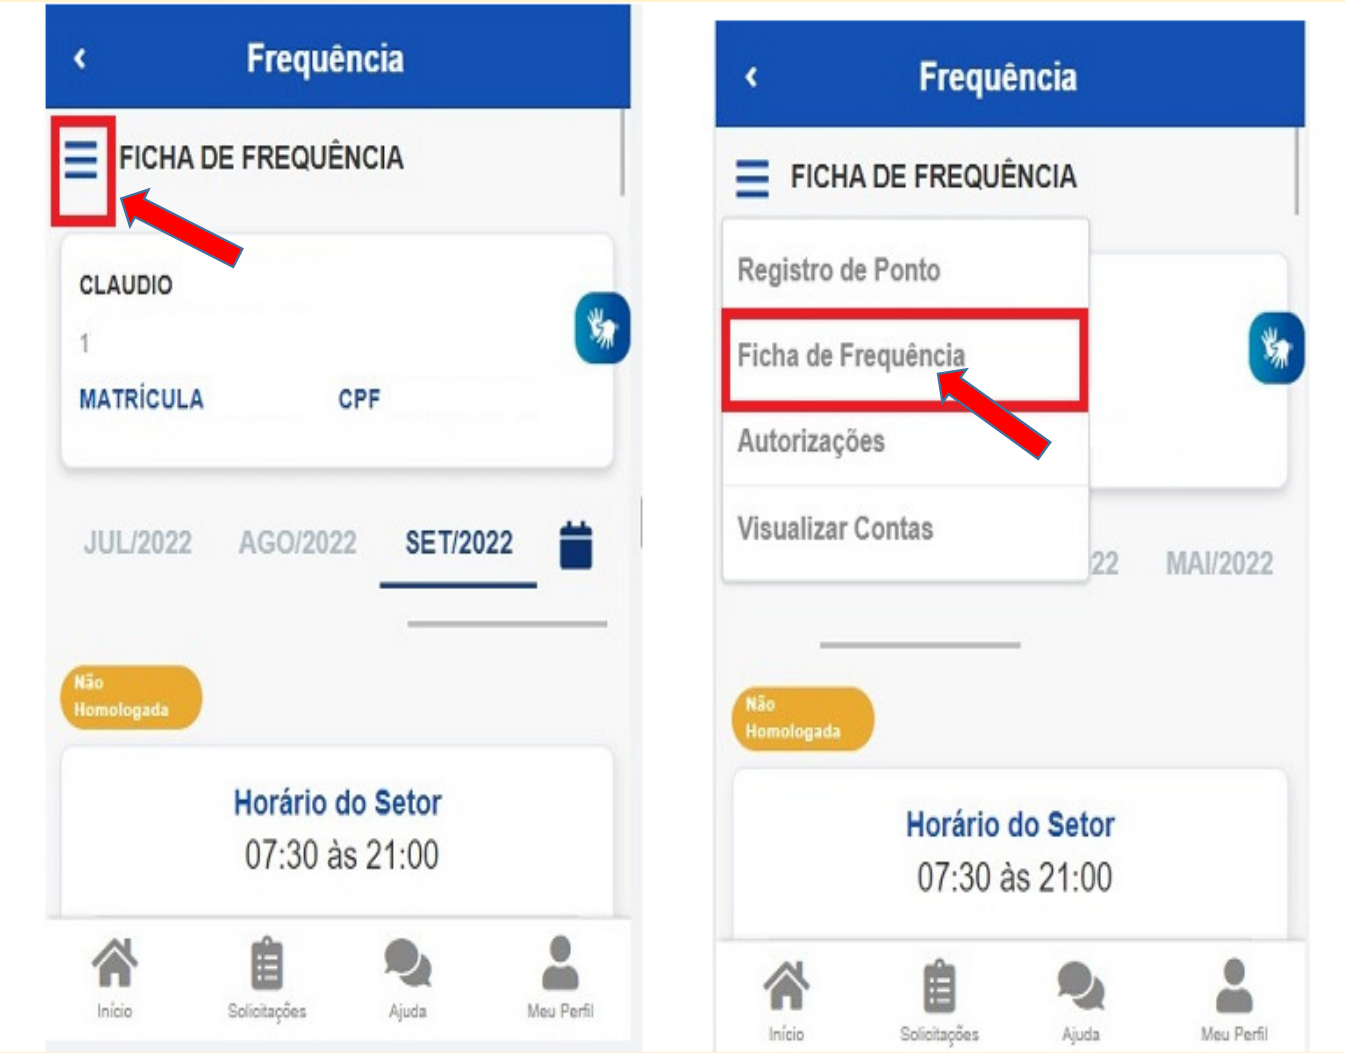 Frequência
FICHA DE FREQUÊNCIA
CLAUDIO
1
MATRÍCULA CPF
JUL/2022 AGO/2022 SET/2022
Não
Homologada
Horário do Setor
07:30 às 21:00
Início Solicitações Ajuda Meu Perfil
Frequência
FICHA DE FREQUÊNCIA
Registro de Ponto
Ficha de Frequência
Autorizações
Visualizar Contas
22 MAI/2022
Não
Homologada
Horário do Setor
07:30 às 21:00
Início Solicitações Ajuda Meu Perfil